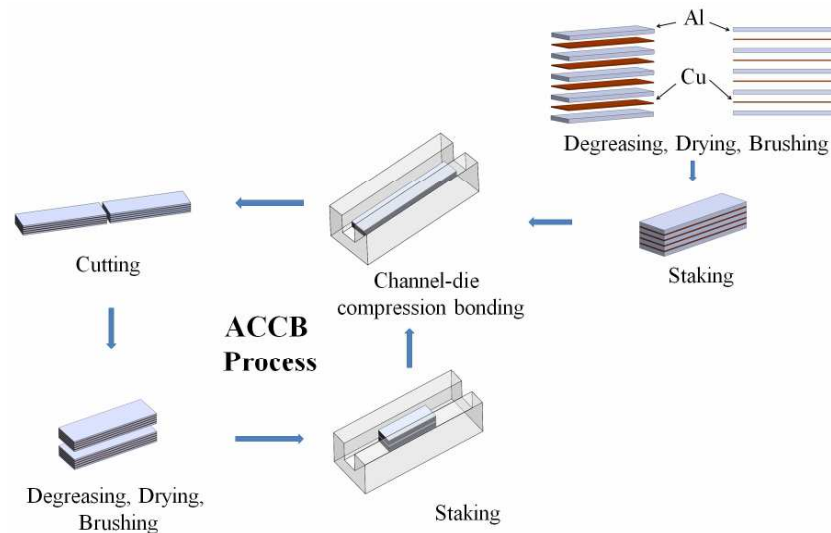 Al
Cu
Degreasing, Drying, Brushing
Staking
Channel-die
compression bonding
Cutting
ACCB
Process
Degreasing, Drying,
Brushing
Staking